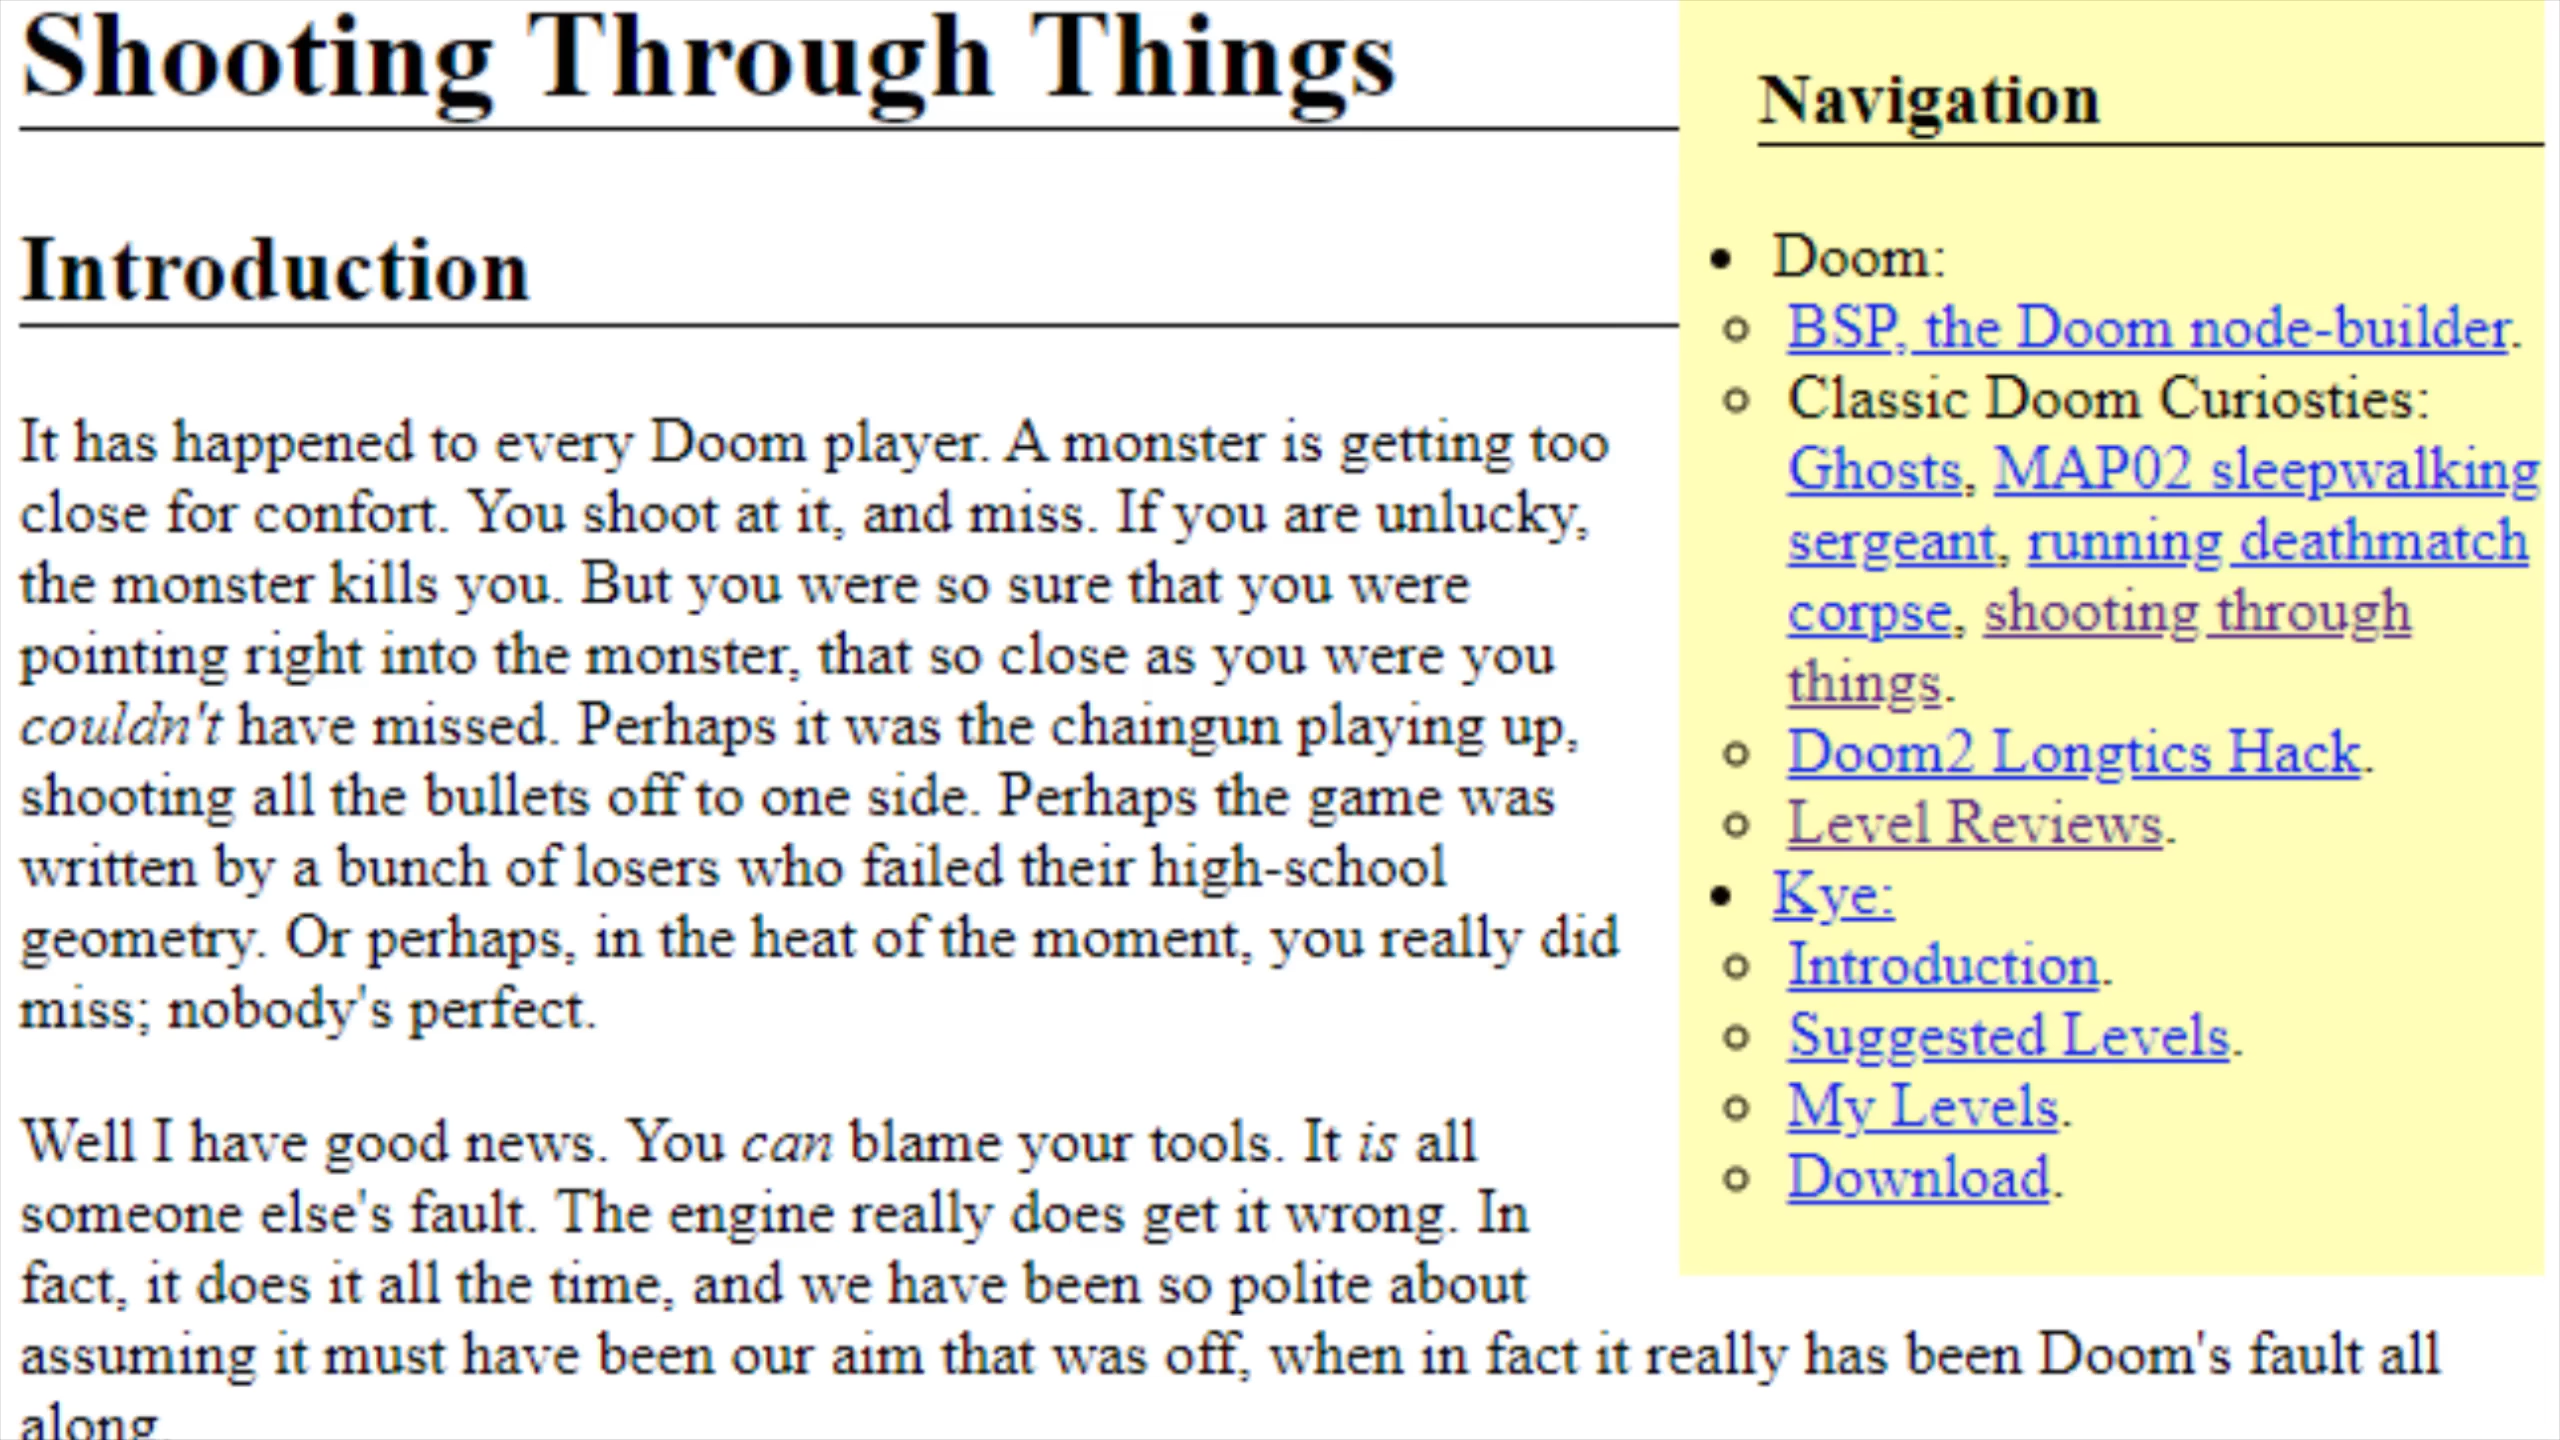 Shooting Through Things
Introduction
It has happened to every Doom player. A monster is getting too
close for confort. You shoot at it, and miss. If you are unlucky,
the monster kills you. But you were so sure that you were
pointing right into the monster, that so close as you were you
couldn't have missed. Perhaps it was the chaingun playing up,
shooting all the bullets off to one side. Perhaps the game was
written by a bunch of losers who failed their high-school
geometry. Or perhaps, in the heat of the moment, you really did
miss; nobody's perfect.
Well I have good news. You can blame your tools. It is all
someone else's fault. The engine really does get it wrong. In
fact, it does it all the time, and we have been so polite about
assuming it must have been our aim that was off, when in fact it really has been Doom's fault all
along.
Navigation
Doom:
BSP, the Doom node-builder.
Classic Doom Curiosties:
Ghosts, MAP02 sleepwalking
sergeant, running deathmatch
corpse, shooting through
things.
Doom2 Longtics Hack.
Level Reviews.
Kye:
Introduction.
Suggested Levels.
My Levels.
Download.